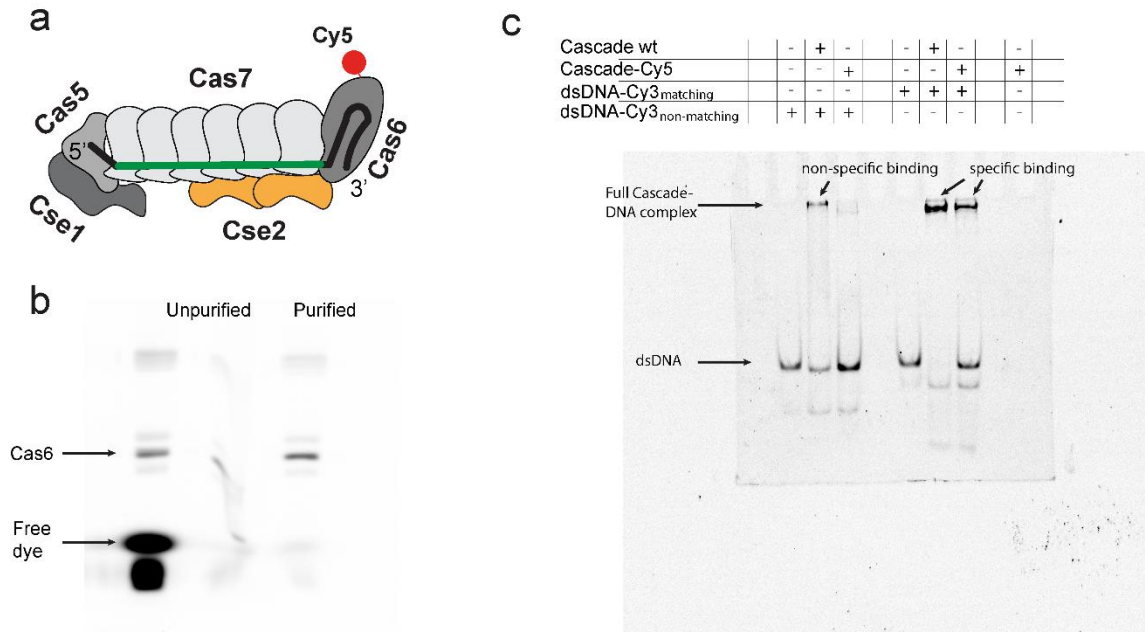 a
Cy5
Cas7
Cas5
5'
Cas6
3'
Cse1
Cse2
b
Unpurified
Purified
Cas6
Free
dye
c
Cascade wt - + - - + - -
Cascade-Cy5 - - + - - + +
dsDNA-Cy3matching - - - + + + -
dsDNA-Cy3non-matching + + + - - - -
non-specific binding
specific binding
Full Cascade-
DNA complex
dsDNA